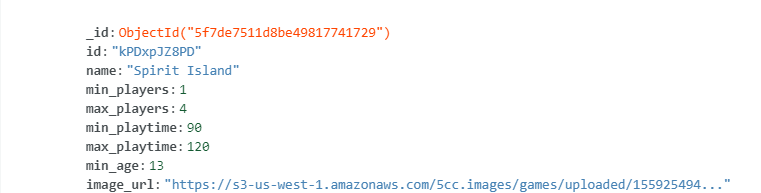 _id: ObjectId("5f7de7511d8be49817741729")
id: "kPDxpJZ8PD"
name: "Spirit Island"
min_players: 1
max_players: 4
min_playtime: 90
max_playtime: 120
min_age: 13
image_url: "https://s3-us-west-1.amazonaws.com/5cc.images/games/uploaded/155925494..."